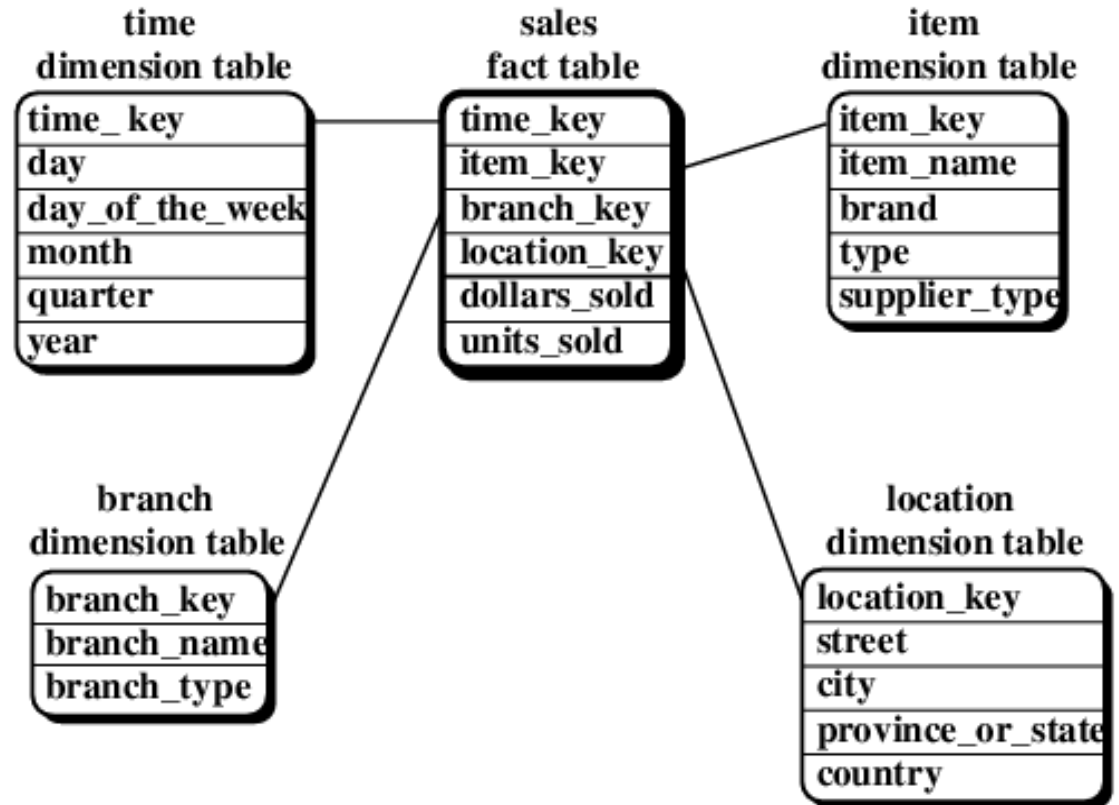 time
dimension table
time_ key
day
day_of_the_week
month
quarter
year
sales
fact table
time_key
item_key
branch_key
location_key
dollars_sold
units_sold
item
dimension table
item_key
item_name
brand
type
supplier_type
branch
dimension table
branch_key
branch_name
branch_type
location
dimension table
location_key
street
city
province_or_state
country